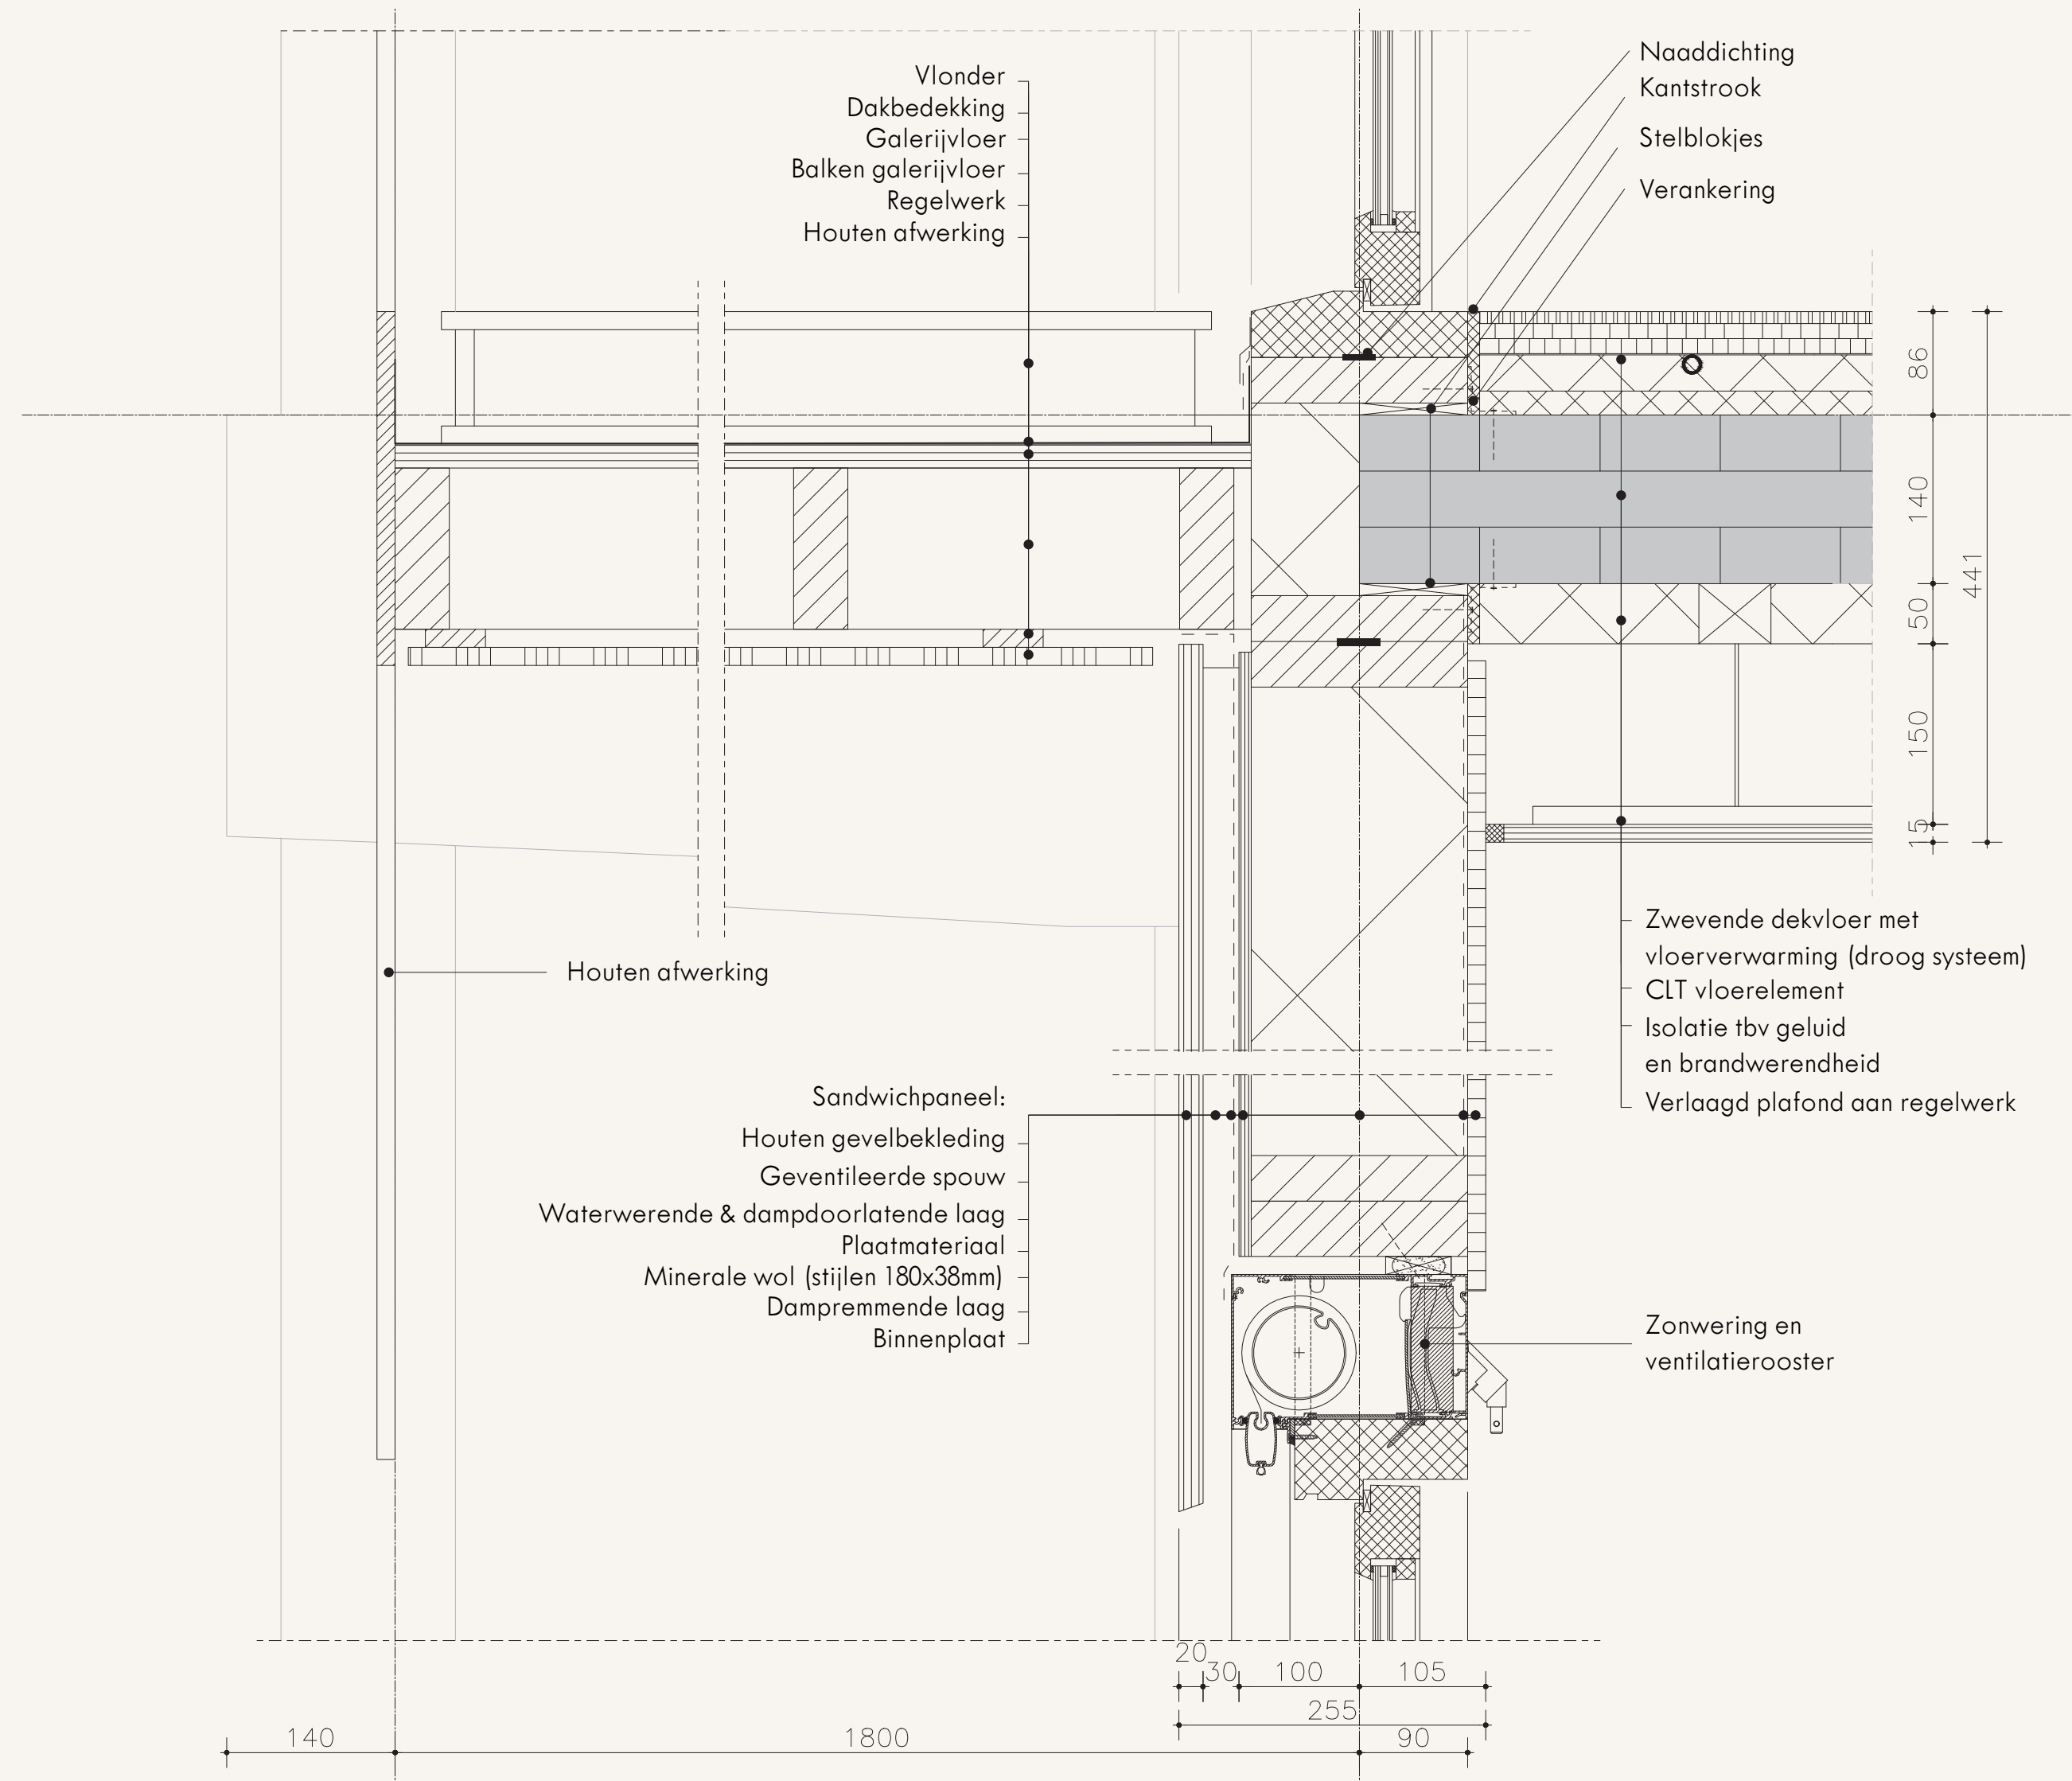 Vlonder
Dakbedekking
Galerijvloer
Balken galerijvloer
Regelwerk
Houten afwerking
Naaddichting
Kantstrook
Stelblokjes
Verankering
86
140
50
441
150
15
Zwevende dekvloer met
vloerverwarming (droog systeem)
CLT vloerelement
Isolatie tbv geluid
en brandwerendheid
Verlaagd plafond aan regelwerk
Houten afwerking
Sandwichpaneel:
Houten gevelbekleding
Geventileerde spouw
Waterwerende & dampdoorlatende laag
Plaatmateriaal
Minerale wol (stijlen 180x38mm)
Dampremmende laag
Binnenplaat
Zonwering en
ventilatierooster
20
30 100 105
255
140 1800 90